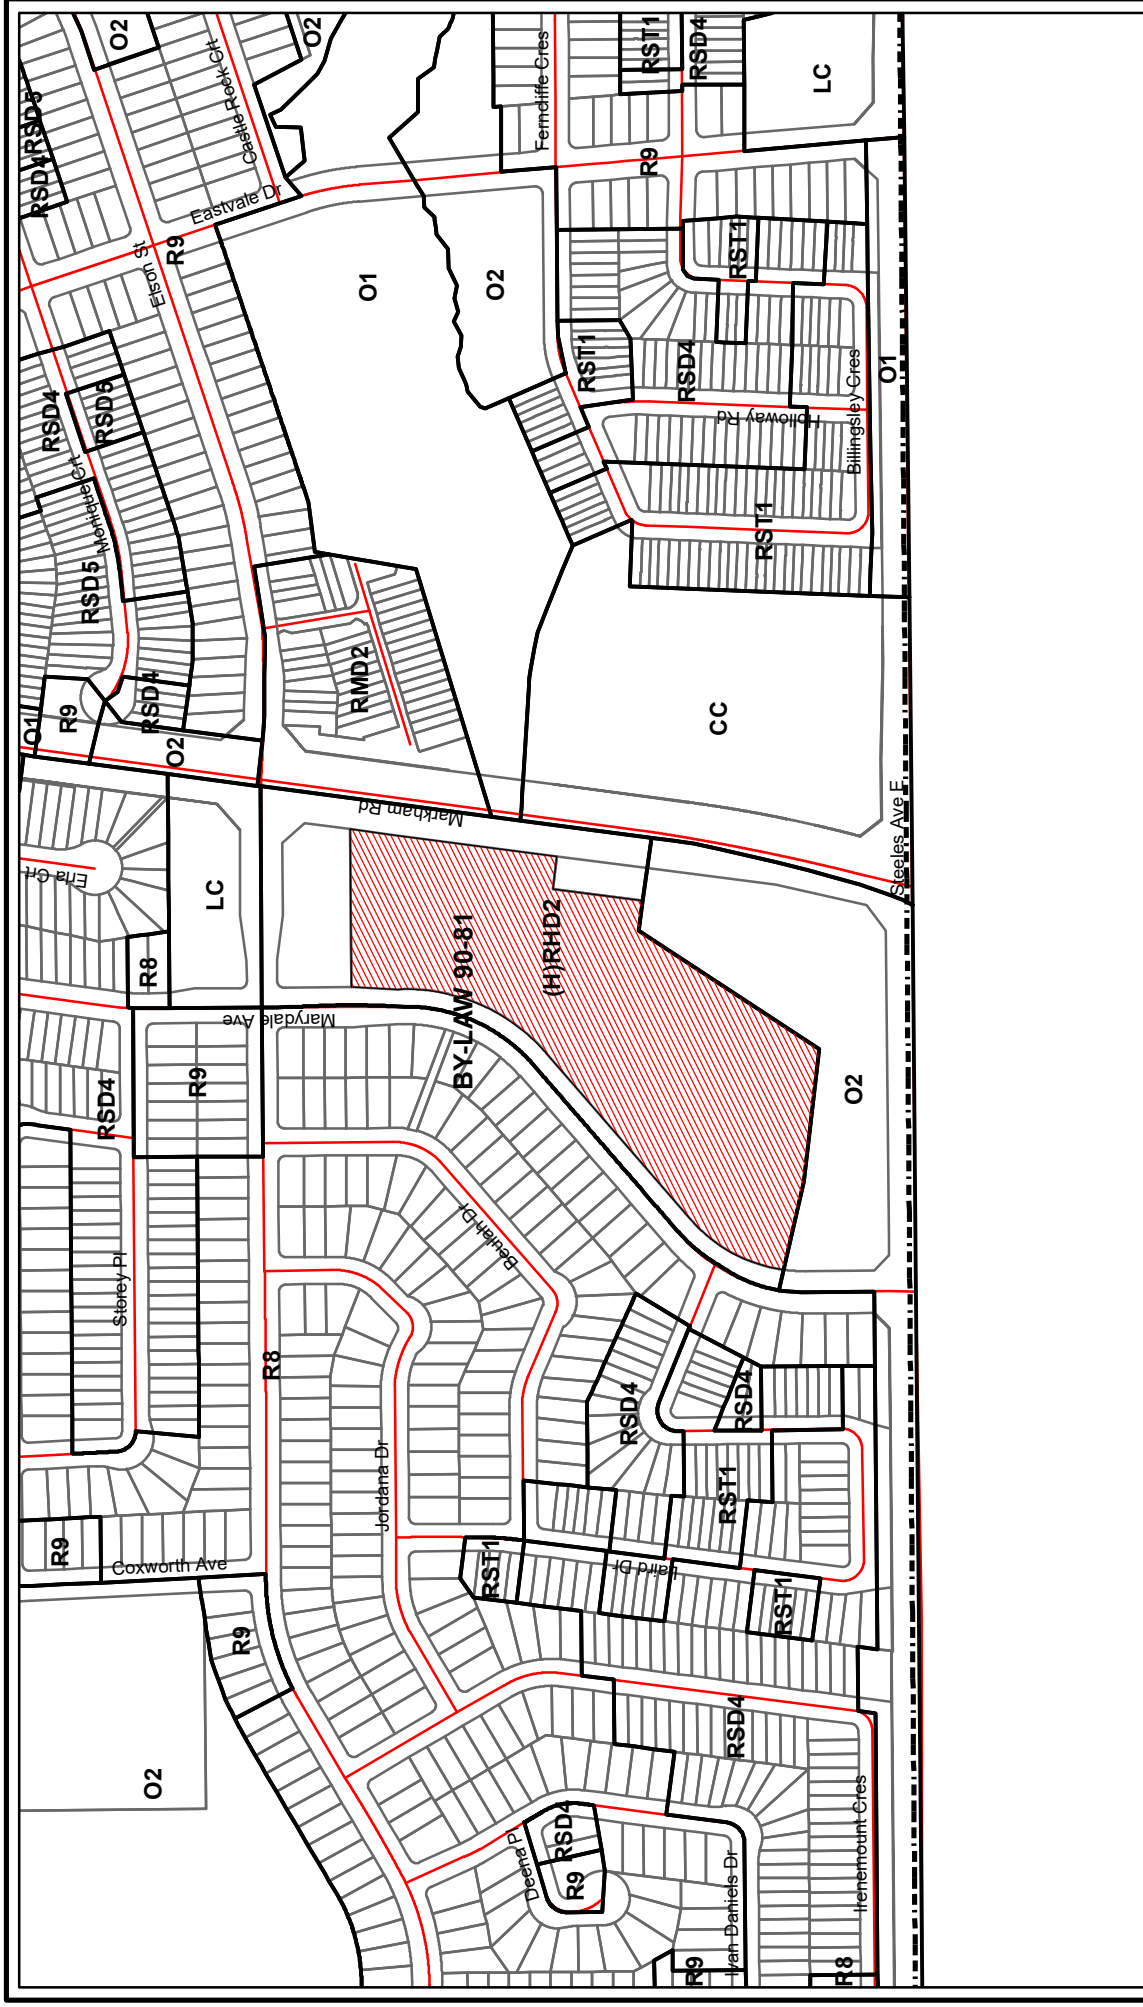 O2
O2
RST1
RSD4
LC
RSD4
RSD5
Castle Rock Crt
Ferncliffe Cres
Eastvale Dr
R9
Elson St
R9
RST1
O1
O2
RSD4
RSD5
Monique Crt
RST1
RSD4
Holloway Rd
Billingsley Cres
O1
RSD5
RST1
RMD2
O1
R9
RSD4
O2
CC
Markham Rd
Steeles Ave E
Erla Crt
LC
R8
BY-LAW 90-81
(H)RHD2
Marydale Ave
RSD4
R9
O2
Storey Pl
Beulah Dr
R8
RSD4
RSD4
Jordana Dr
RST1
R9
Coxworth Ave
RST1
Laird Dr
RST1
R9
RSD4
O2
Deena Pl
RSD4
R9
Irenemount Cres
Ivan Daniels Dr
R9
R8